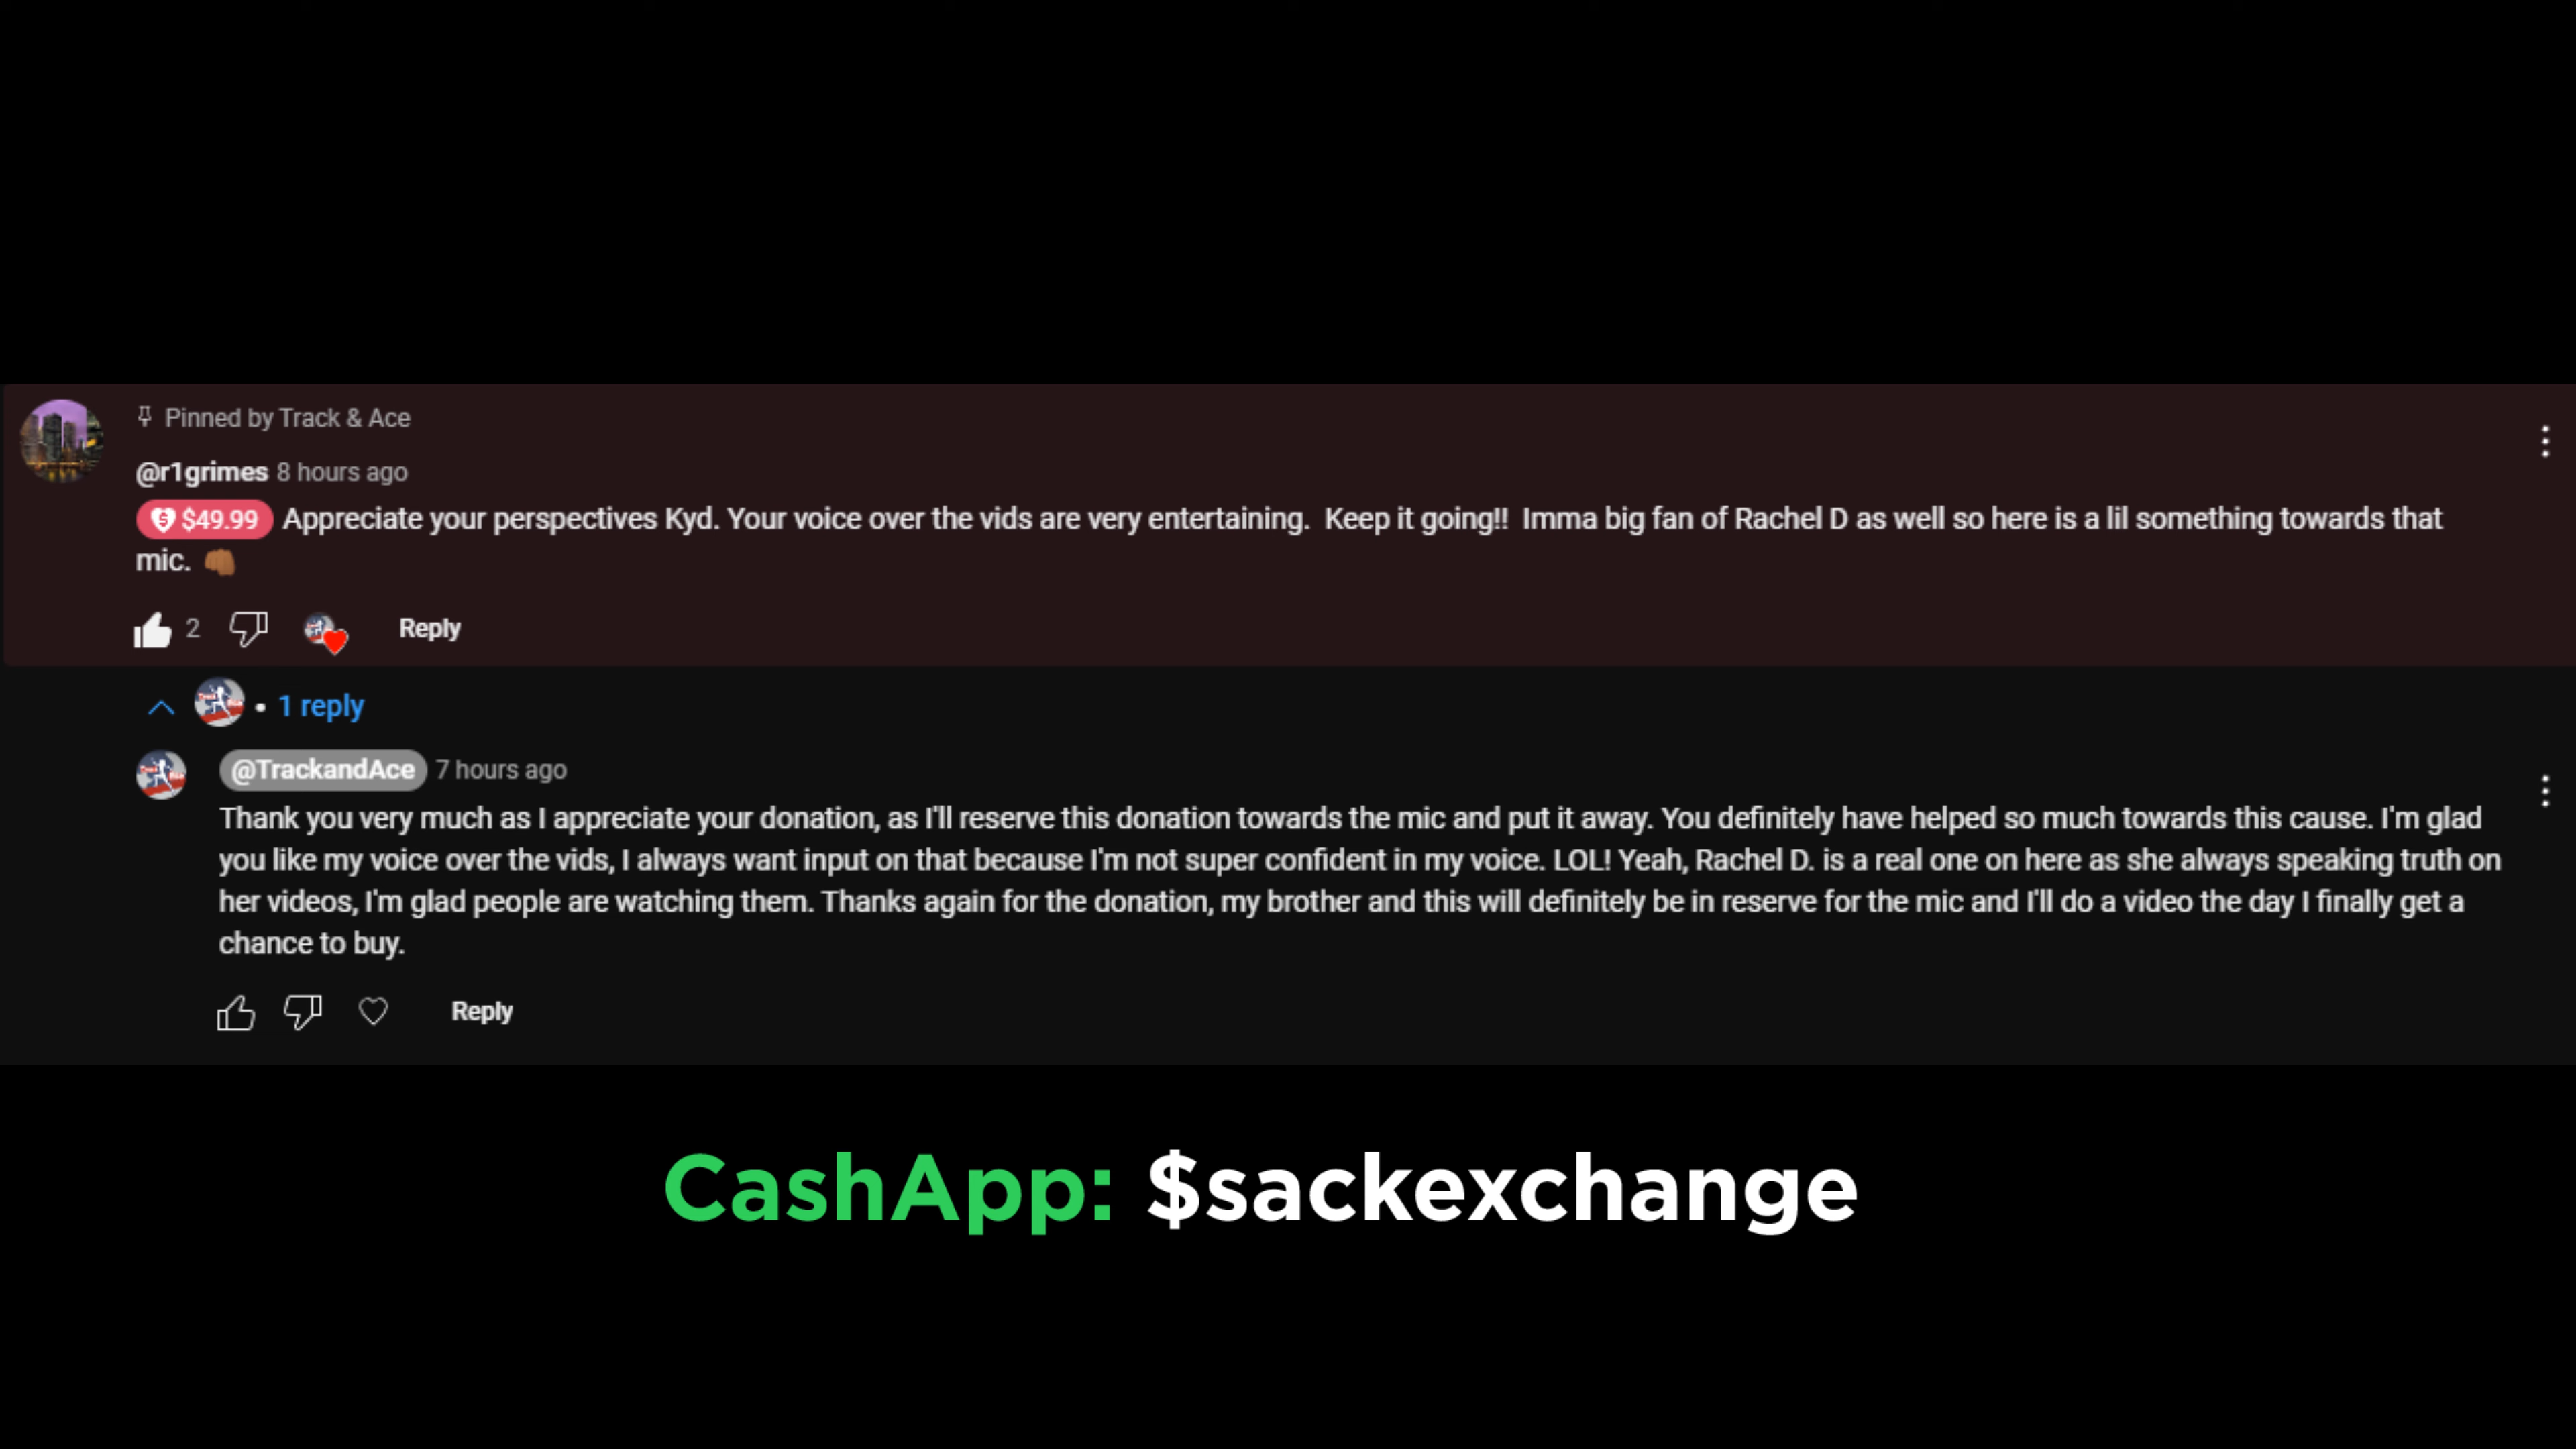 Pinned by Track & Ace
@r1grimes 8 hours ago
$49.99 Appreciate your perspectives Kyd. Your voice over the vids are very entertaining.  Keep it going!!  Imma big fan of Rachel D as well so here is a lil something towards that
mic. 👊🏾
2 Reply
• 1 reply
@TrackandAce 7 hours ago
Thank you very much as I appreciate your donation, as I'll reserve this donation towards the mic and put it away. You definitely have helped so much towards this cause. I'm glad
you like my voice over the vids, I always want input on that because I'm not super confident in my voice. LOL! Yeah, Rachel D. is a real one on here as she always speaking truth on
her videos, I'm glad people are watching them. Thanks again for the donation, my brother and this will definitely be in reserve for the mic and I'll do a video the day I finally get a
chance to buy.
Reply
CashApp: $sackexchange